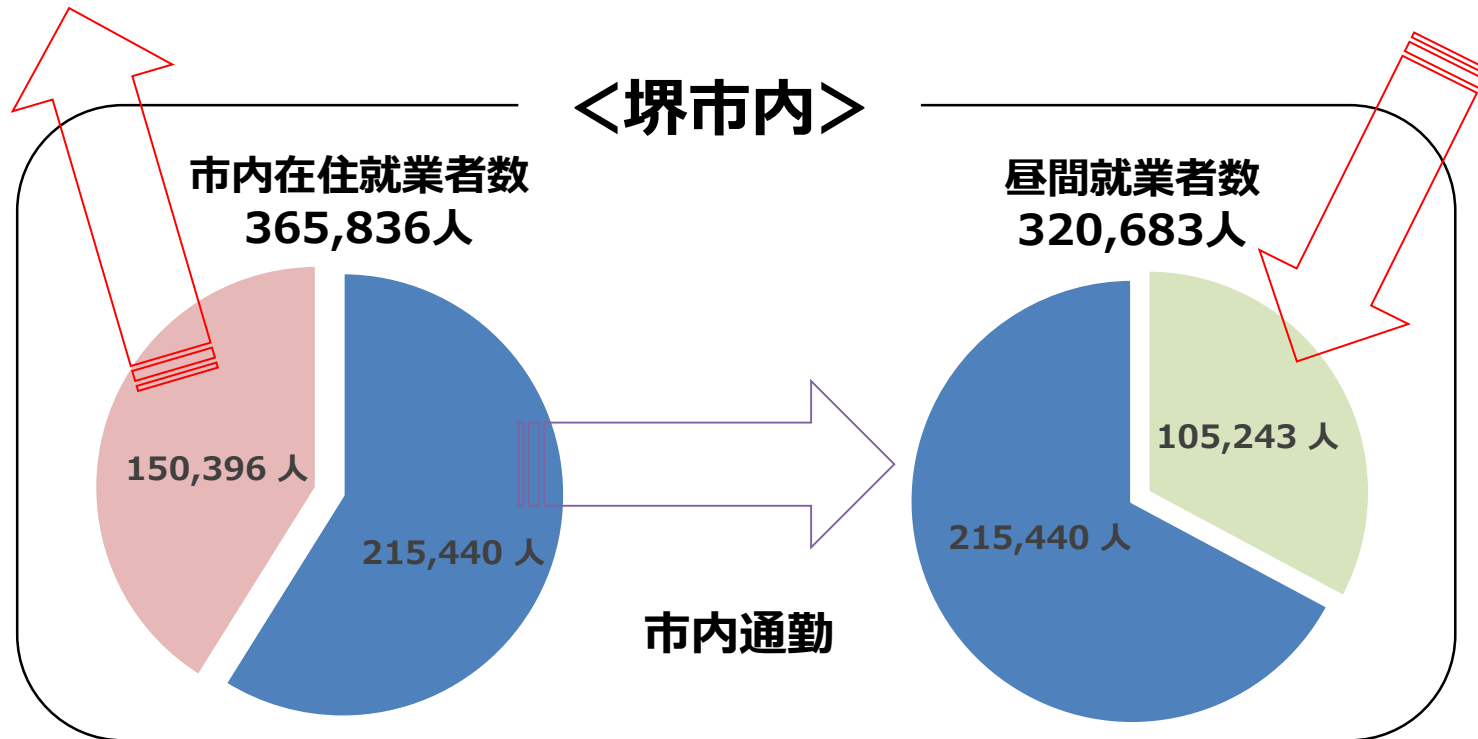 ＜堺市内＞
市内在住就業者数
365,836人
昼間就業者数
320,683人
150,396 人
215,440 人
市内通勤
215,440 人
105,243 人